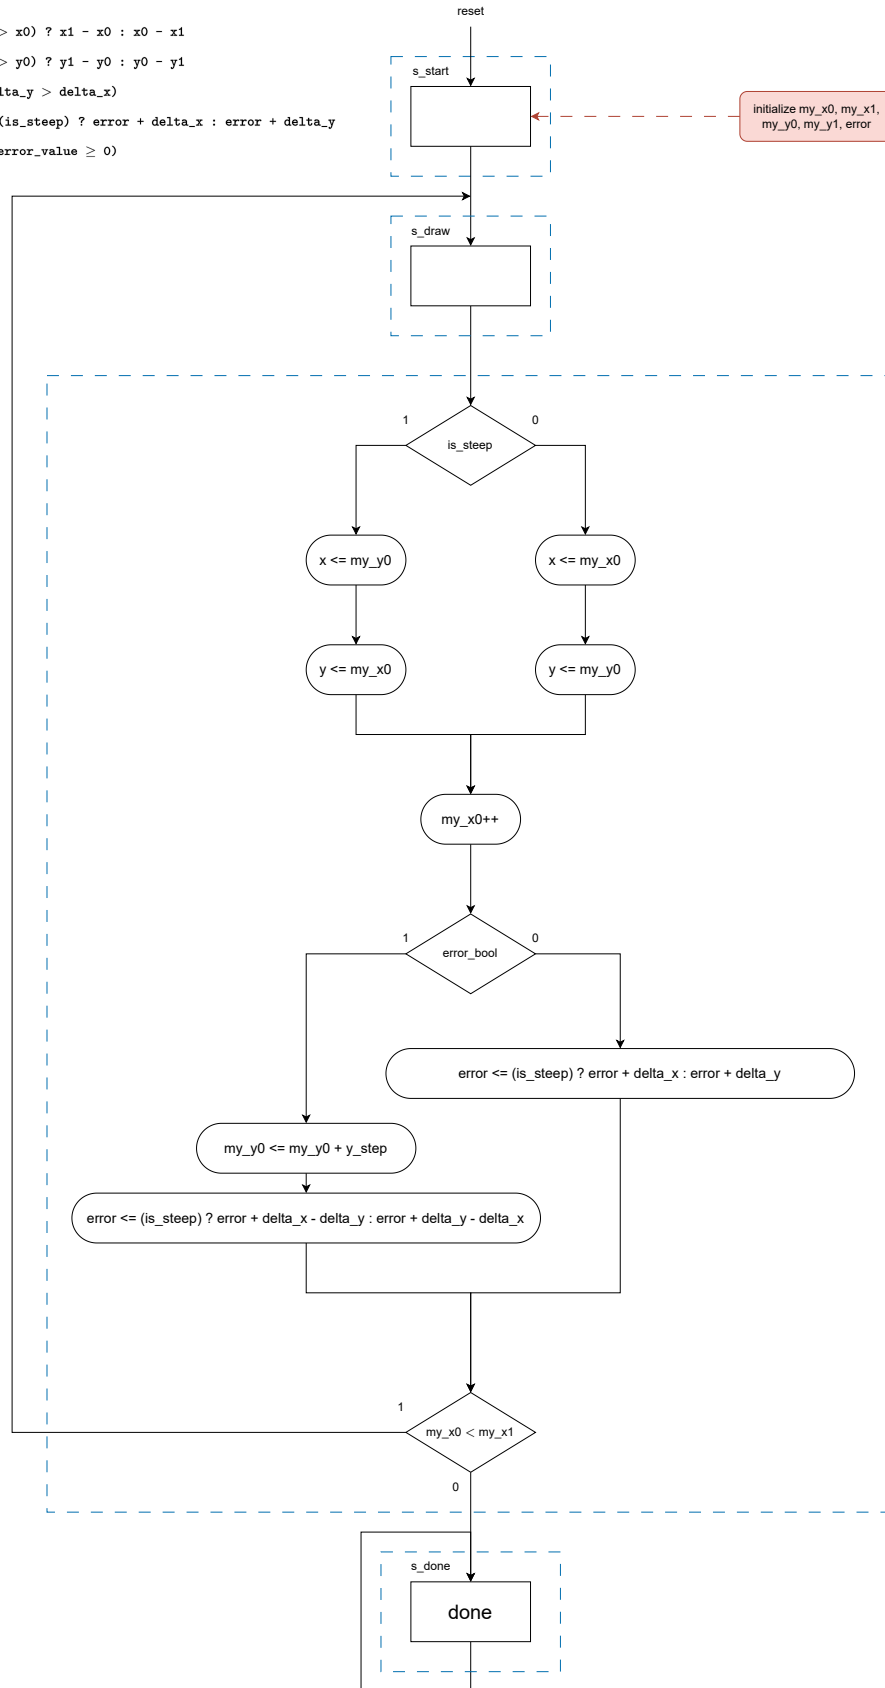 reset
> x0) ? x1 - x0 : x0 - x1
> y0) ? y1 - y0 : y0 - y1
lta_y > delta_x)
(is_steep) ? error + delta_x : error + delta_y
error_value ≥ 0)
s_start
initialize my_x0, my_x1,
my_y0, my_y1, error
s_draw
1
0
is_steep
x <= my_y0
x <= my_x0
y <= my_x0
y <= my_y0
my_x0++
1
0
error_bool
error <= (is_steep) ? error + delta_x : error + delta_y
my_y0 <= my_y0 + y_step
error <= (is_steep) ? error + delta_x - delta_y : error + delta_y - delta_x
1
my_x0 < my_x1
0
s_done
done